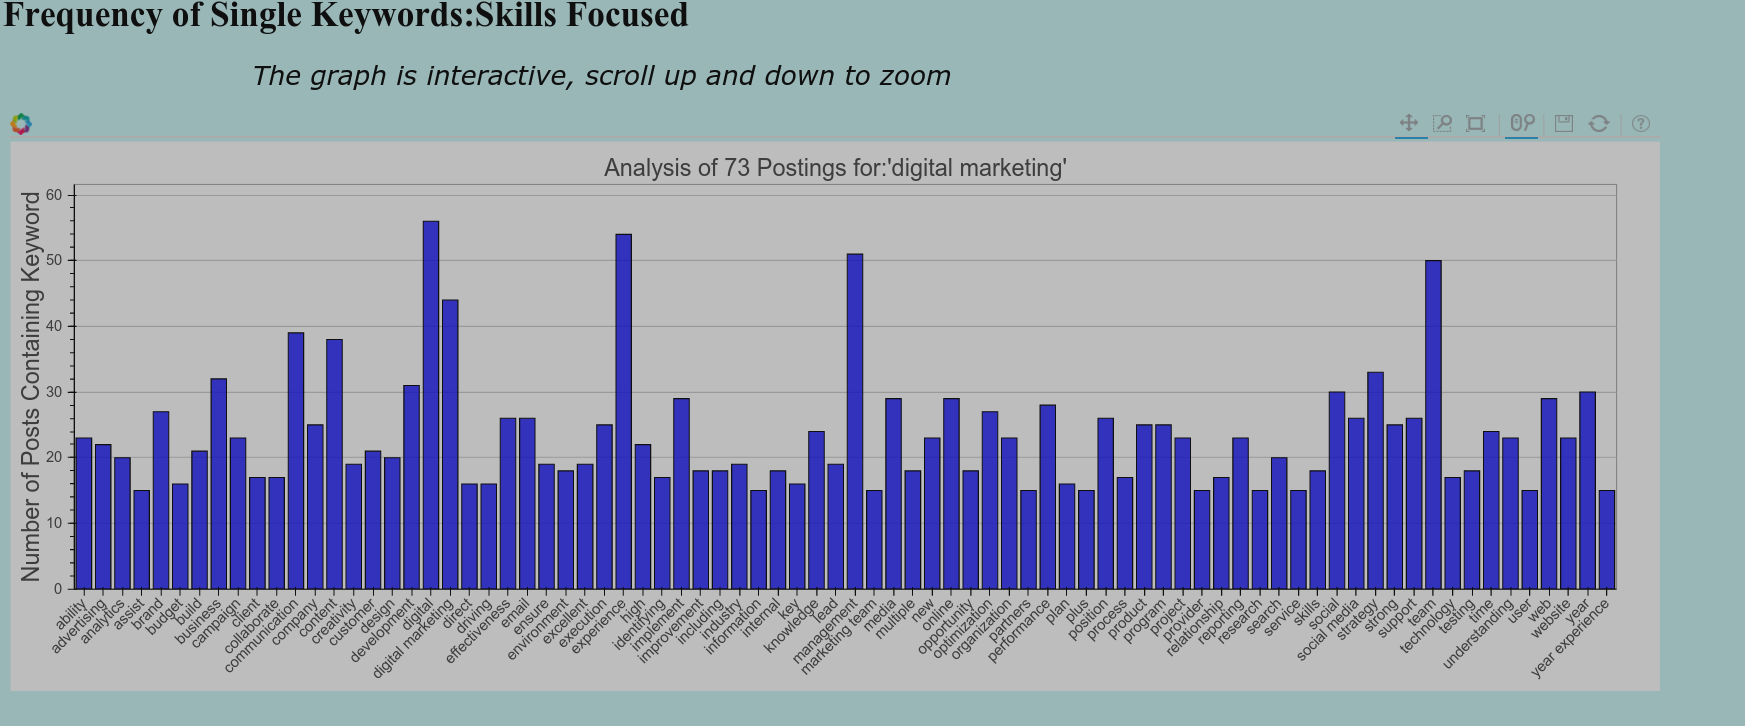 Frequency of Single Keywords:Skills Focused
The graph is interactive, scroll up and down to zoom
Analysis of 73 Postings for:'digital marketing'
Number of Posts Containing Keyword
60
50
40
30
20
10
0
ability
advertising
analytics
assist
brand
budget
build
business
campaign
client
collaborate
communication
company
content
creativity
customer
design
development
digital
digital marketing
direct
driving
effectiveness
email
ensure
environment
excellent
execution
experience
high
identifying
implement
improvement
including
industry
information
internal
key
knowledge
lead
management
marketing team
media
multiple
new
online
opportunity
optimization
organization
partners
performance
plan
plus
position
process
product
program
project
provider
relationship
reporting
research
search
service
skills
social
social media
strategy
strong
support
team
technology
testing
time
understanding
user
web
website
year
year experience